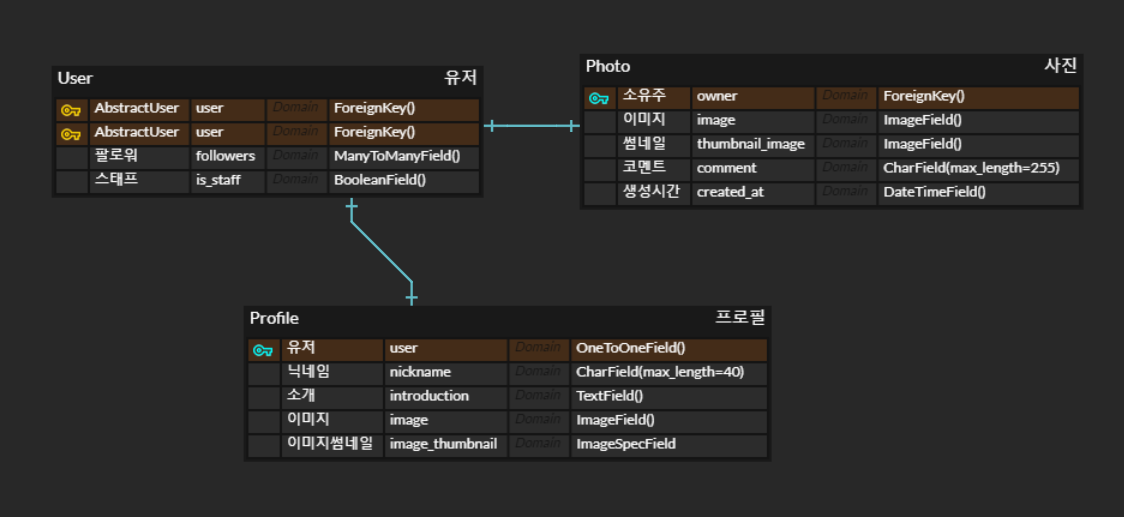 User 유저
AbstractUser user Domain ForeignKey()
AbstractUser user Domain ForeignKey()
팔로워 followers Domain ManyToManyField()
스태프 is_staff Domain BooleanField()
Photo 사진
소유주 owner Domain ForeignKey()
이미지 image Domain ImageField()
썸네일 thumbnail_image Domain ImageField()
코멘트 comment Domain CharField(max_length=255)
생성시간 created_at Domain DateTimeField()
Profile 프로필
유저 user Domain OneToOneField()
닉네임 nickname Domain CharField(max_length=40)
소개 introduction Domain TextField()
이미지 image Domain ImageField()
이미지썸네일 image_thumbnail Domain ImageSpecField